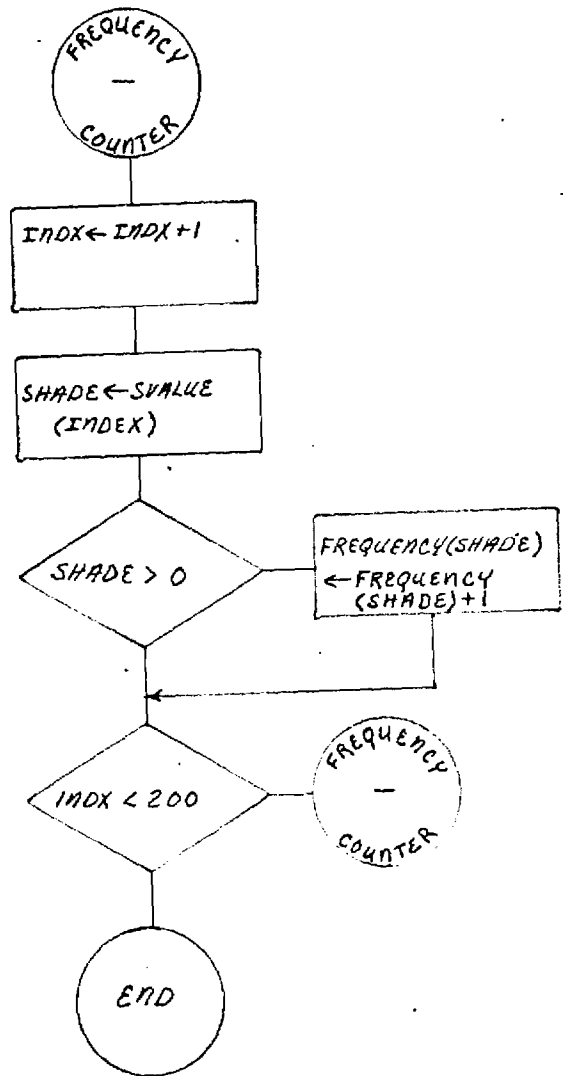 FREQUENCY
—
COUNTER
INDX ← INDX+1
SHADE ← SVALUE
(INDEX)
SHADE > 0
FREQUENCY(SHADE)
← FREQUENCY
(SHADE)+1
INDX < 200
FREQUENCY
—
COUNTER
END